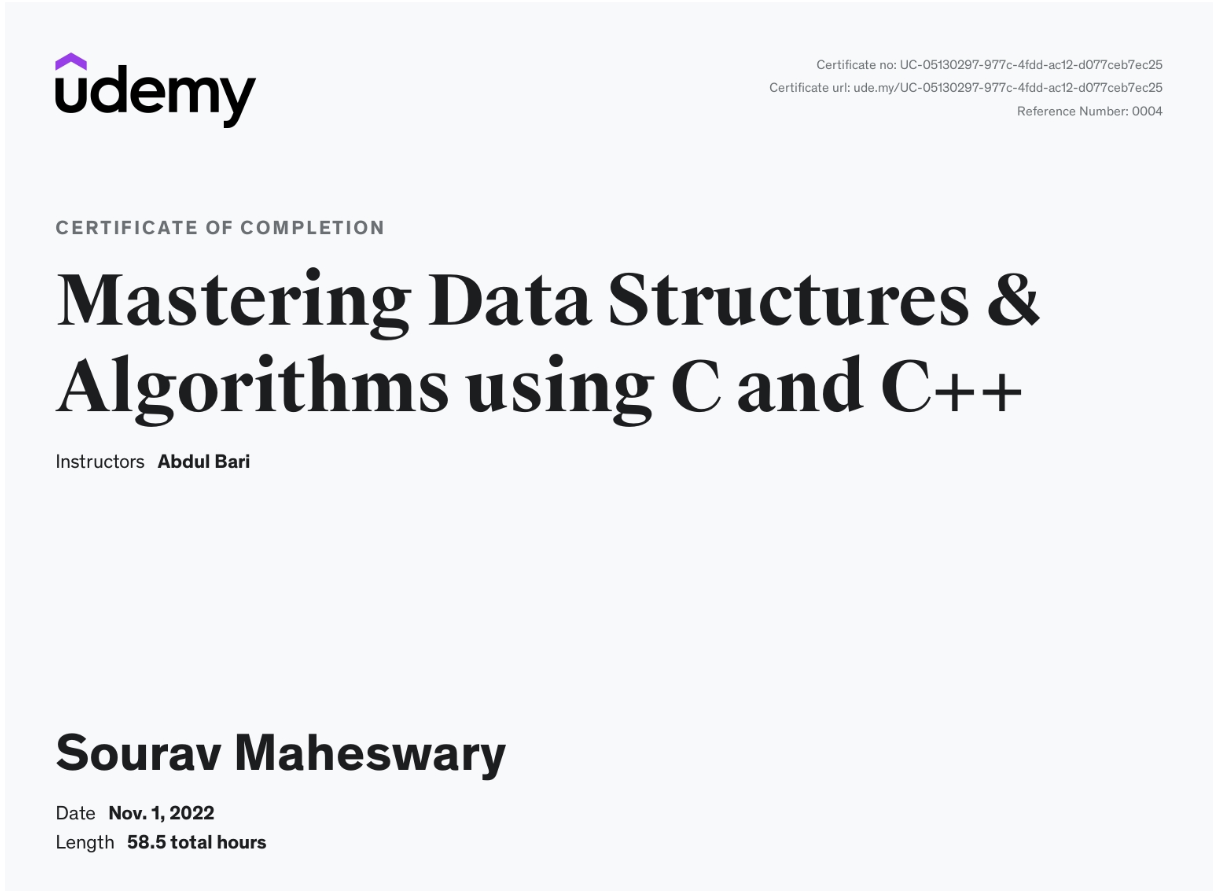 udemy
Certificate no: UC-05130297-977c-4fdd-ac12-d077ceb7ec25
Certificate url: ude.my/UC-05130297-977c-4fdd-ac12-d077ceb7ec25
Reference Number: 0004
CERTIFICATE OF COMPLETION
Mastering Data Structures &
Algorithms using C and C++
Instructors Abdul Bari
Sourav Maheswary
Date Nov. 1, 2022
Length 58.5 total hours